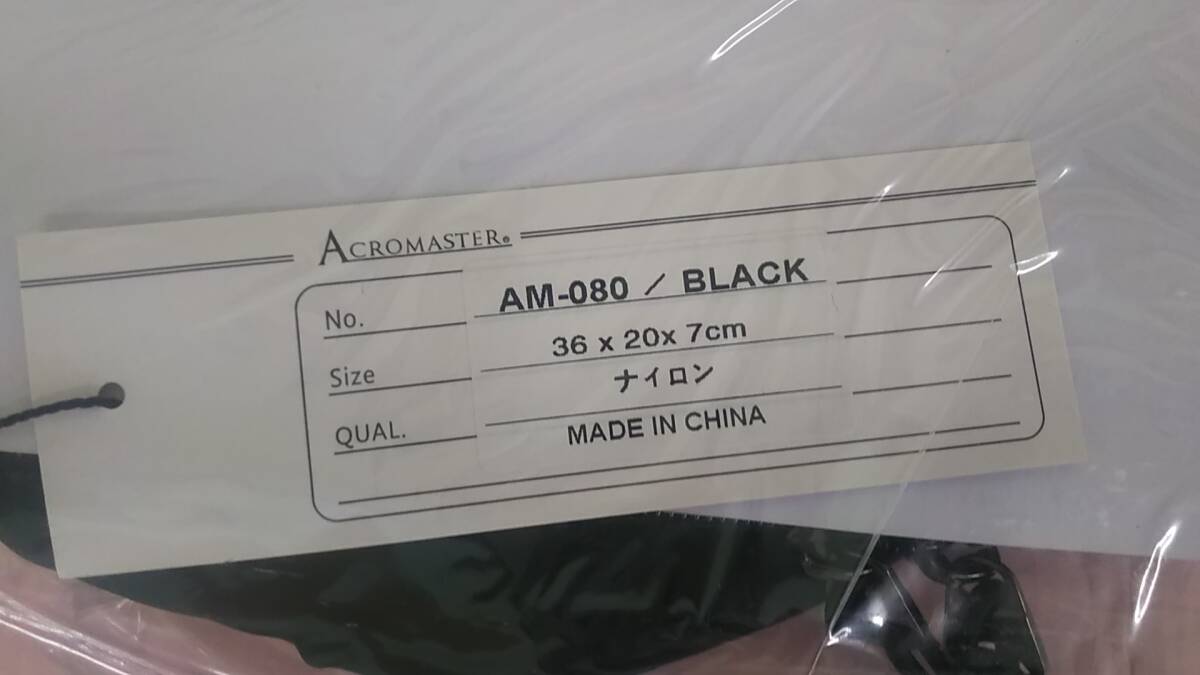 ACROMASTER®
No. AM-080 / BLACK
Size 36 x 20x 7cm
QUAL. ナイロン
MADE IN CHINA